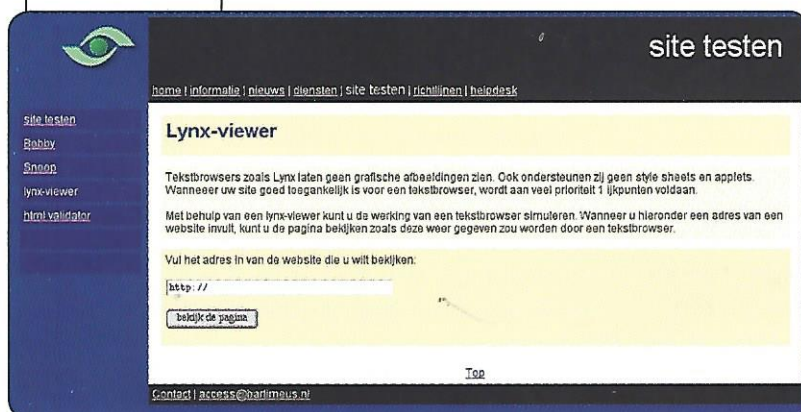 site testen
home | informatie | nieuws | diensten | site testen | richtlijnen | helpdesk
site testen
Bobby
Snoop
lynx-viewer
html validator
Lynx-viewer
Tekstbrowsers zoals Lynx laten geen grafische afbeeldingen zien. Ook ondersteunen zij geen style sheets en applets.
Wanneeer uw site goed toegankelijk is voor een tekstbrowser, wordt aan veel prioriteit 1 ijkpunten voldaan.
Met behulp van een lynx-viewer kunt u de werking van een tekstbrowser simuleren. Wanneer u hieronder een adres van een
website invult, kunt u de pagina bekijken zoals deze weer gegeven zou worden door een tekstbrowser.
Vul het adres in van de website die u wilt bekijken:
http://
bekijk de pagina
Top
Contact | access@bartimeus.nl